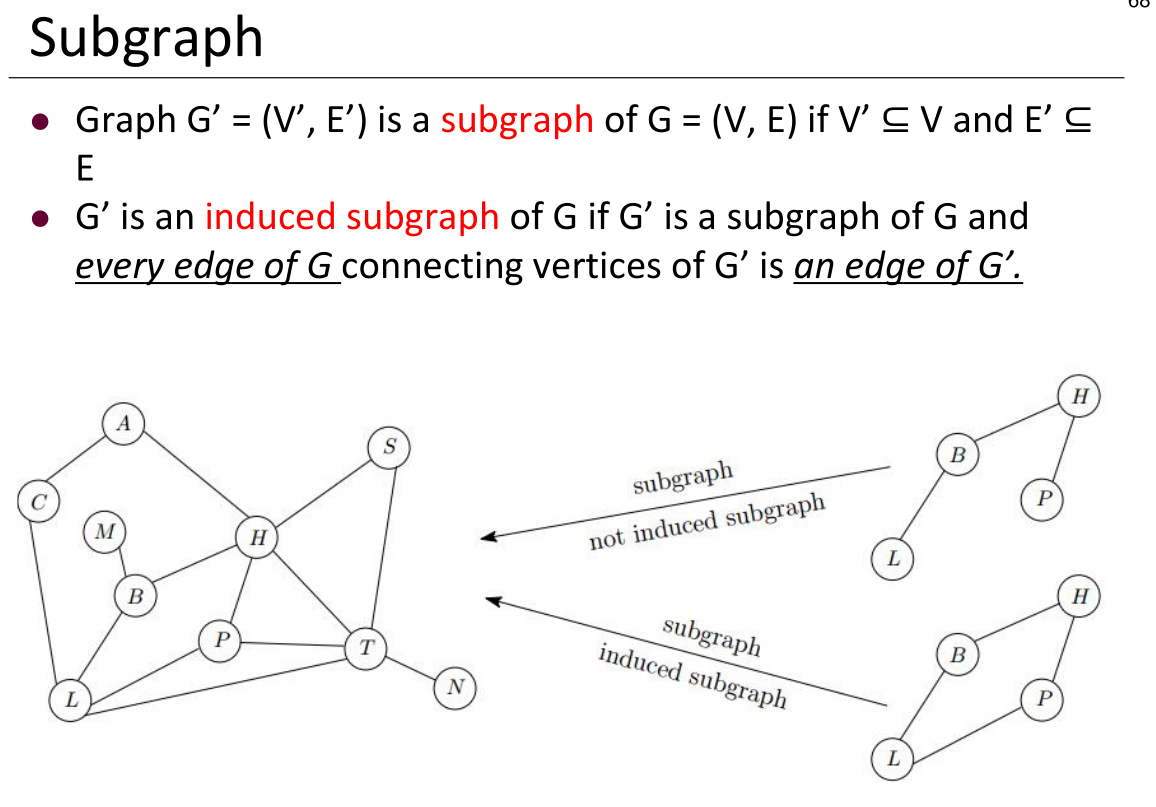 68
Subgraph
● Graph G’ = (V’, E’) is a subgraph of G = (V, E) if V’ ⊆ V and E’ ⊆
E
● G’ is an induced subgraph of G if G’ is a subgraph of G and
every edge of G connecting vertices of G’ is an edge of G’.
A
C
M
B
H
S
P
T
L
N
subgraph
not induced subgraph
H
B
P
L
subgraph
induced subgraph
H
B
P
L